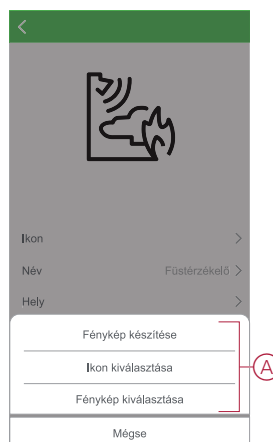 Ikon
Név Füstérzékelő
Hely
Fénykép készítése
Ikon kiválasztása
Fénykép kiválasztása
A
Mégse